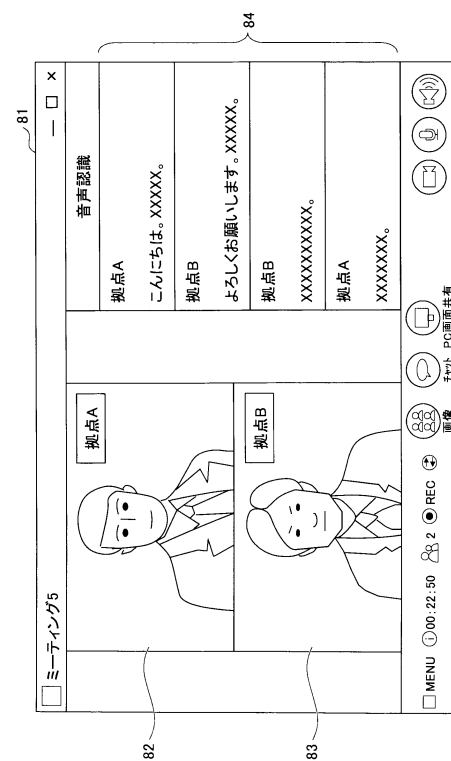 81
ミーティング5
— □ ×
拠点A
82
拠点B
83
音声認識
拠点A
こんにちは。XXXXX。
拠点B
よろしくお願いします。XXXXX。
拠点B
XXXXXXXXXXX。
拠点A
XXXXXXX。
84
MENU 00:22:50 2 REC
画像
チャット
PC画面共有